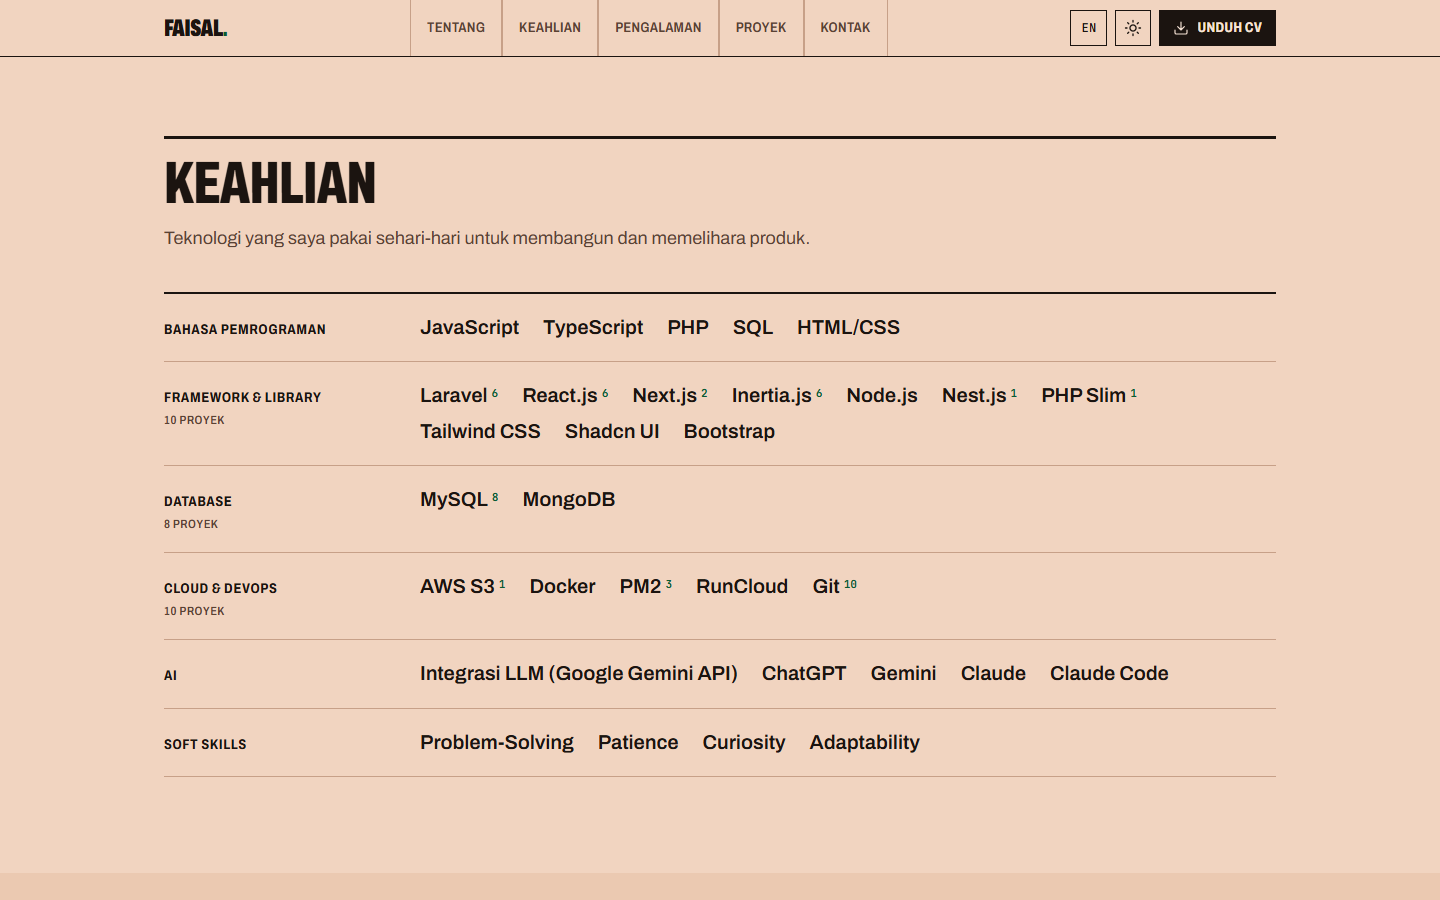 FAISAL.
TENTANG
KEAHLIAN
PENGALAMAN
PROYEK
KONTAK
EN
UNDUH CV
KEAHLIAN
Teknologi yang saya pakai sehari-hari untuk membangun dan memelihara produk.
BAHASA PEMROGRAMAN
JavaScript TypeScript PHP SQL HTML/CSS
FRAMEWORK & LIBRARY
10 PROYEK
Laravel 6 React.js 6 Next.js 2 Inertia.js 6 Node.js Nest.js 1 PHP Slim 1
Tailwind CSS Shadcn UI Bootstrap
DATABASE
8 PROYEK
MySQL 8 MongoDB
CLOUD & DEVOPS
10 PROYEK
AWS S3 1 Docker PM2 3 RunCloud Git 10
AI
Integrasi LLM (Google Gemini API) ChatGPT Gemini Claude Claude Code
SOFT SKILLS
Problem-Solving Patience Curiosity Adaptability